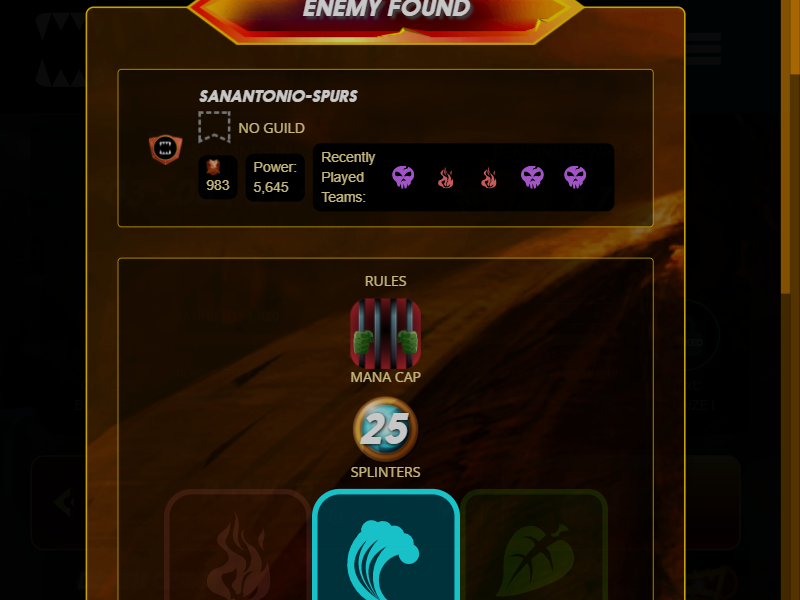 ENEMY FOUND
SANANTONIO-SPURS
NO GUILD
983
Power:
5,645
Recently
Played
Teams:
RULES
MANA CAP
25
SPLINTERS